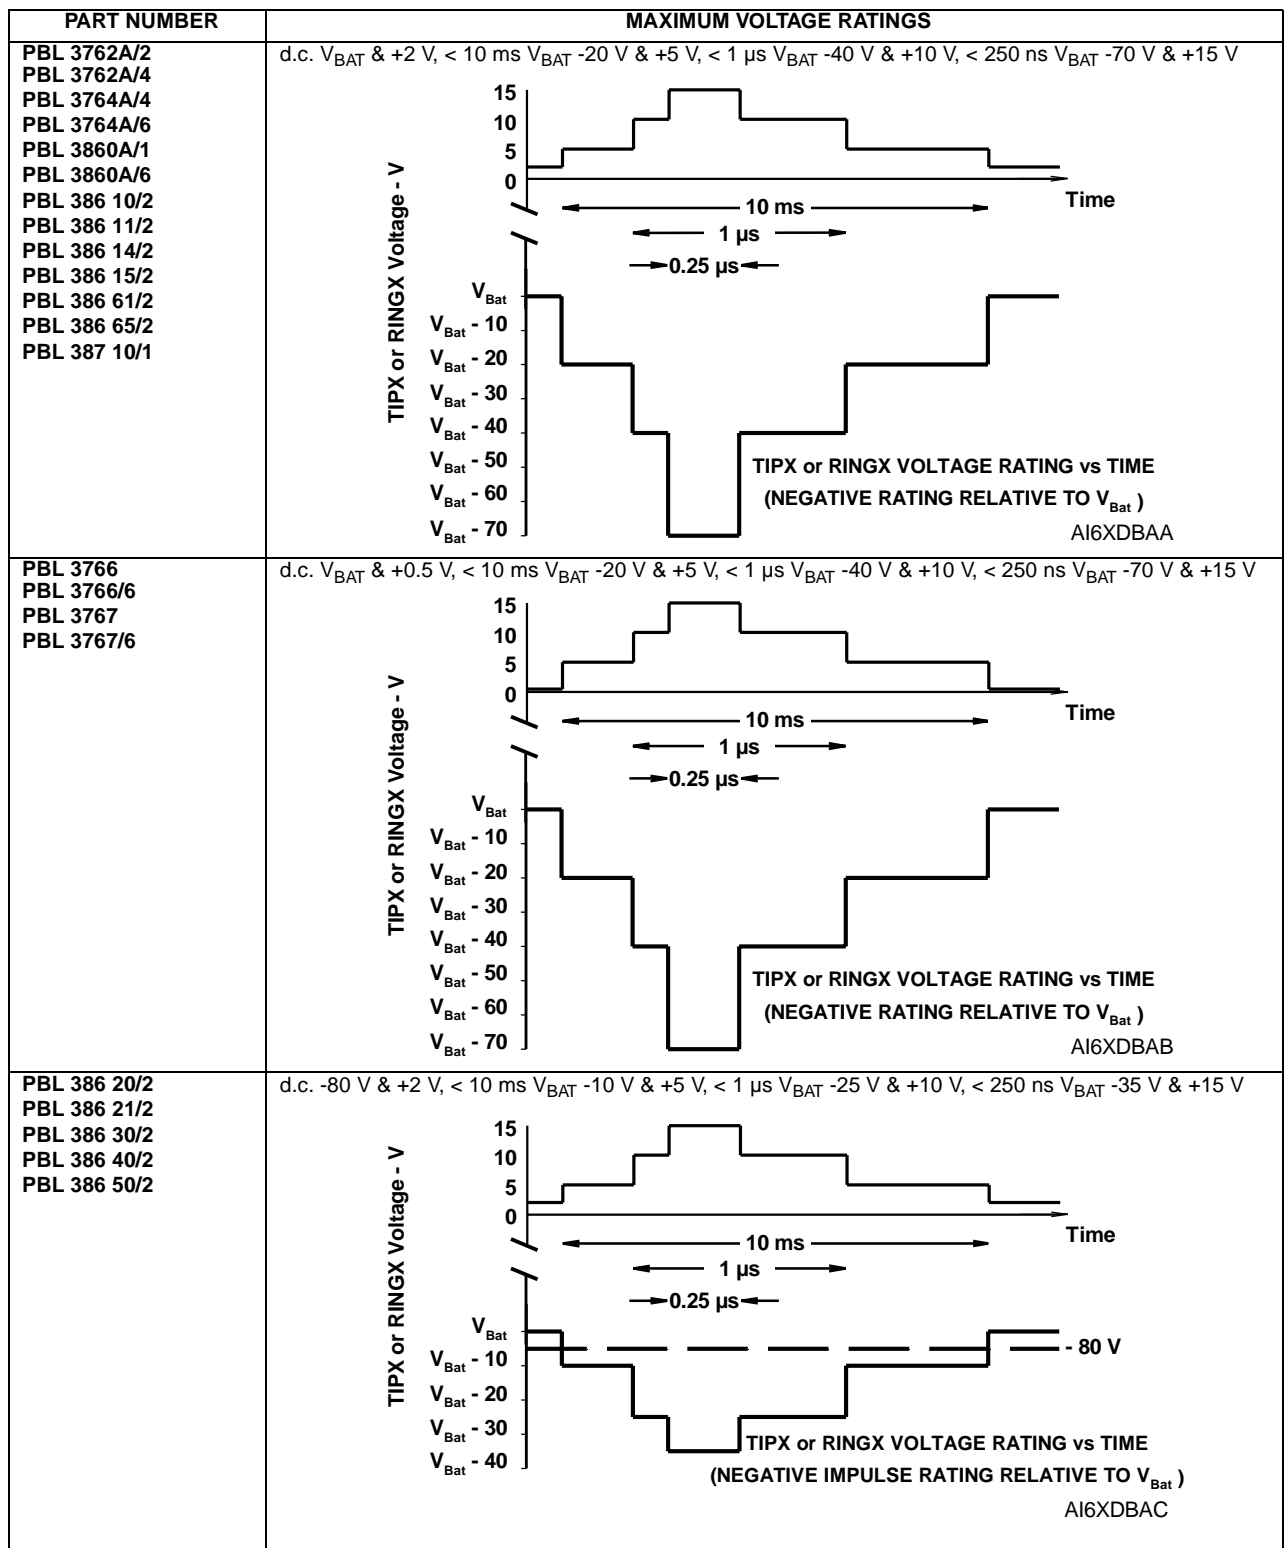 PART NUMBER
MAXIMUM VOLTAGE RATINGS
PBL 3762A/2
PBL 3762A/4
PBL 3764A/4
PBL 3764A/6
PBL 3860A/1
PBL 3860A/6
PBL 386 10/2
PBL 386 11/2
PBL 386 14/2
PBL 386 15/2
PBL 386 61/2
PBL 386 65/2
PBL 387 10/1
d.c. VBAT & +2 V, < 10 ms VBAT -20 V & +5 V, < 1 µs VBAT -40 V & +10 V, < 250 ns VBAT -70 V & +15 V
TIPX or RINGX Voltage - V
15
10
5
0
Time
10 ms
1 µs
0.25 µs
VBat
VBat - 10
VBat - 20
VBat - 30
VBat - 40
VBat - 50
VBat - 60
VBat - 70
TIPX or RINGX VOLTAGE RATING vs TIME
(NEGATIVE RATING RELATIVE TO VBat )
AI6XDBAA
PBL 3766
PBL 3766/6
PBL 3767
PBL 3767/6
d.c. VBAT & +0.5 V, < 10 ms VBAT -20 V & +5 V, < 1 µs VBAT -40 V & +10 V, < 250 ns VBAT -70 V & +15 V
TIPX or RINGX Voltage - V
15
10
5
0
Time
10 ms
1 µs
0.25 µs
VBat
VBat - 10
VBat - 20
VBat - 30
VBat - 40
VBat - 50
VBat - 60
VBat - 70
TIPX or RINGX VOLTAGE RATING vs TIME
(NEGATIVE RATING RELATIVE TO VBat )
AI6XDBAB
PBL 386 20/2
PBL 386 21/2
PBL 386 30/2
PBL 386 40/2
PBL 386 50/2
d.c. -80 V & +2 V, < 10 ms VBAT -10 V & +5 V, < 1 µs VBAT -25 V & +10 V, < 250 ns VBAT -35 V & +15 V
TIPX or RINGX Voltage - V
15
10
5
0
Time
10 ms
1 µs
0.25 µs
VBat
- 80 V
VBat - 10
VBat - 20
VBat - 30
VBat - 40
TIPX or RINGX VOLTAGE RATING vs TIME
(NEGATIVE IMPULSE RATING RELATIVE TO VBat )
AI6XDBAC